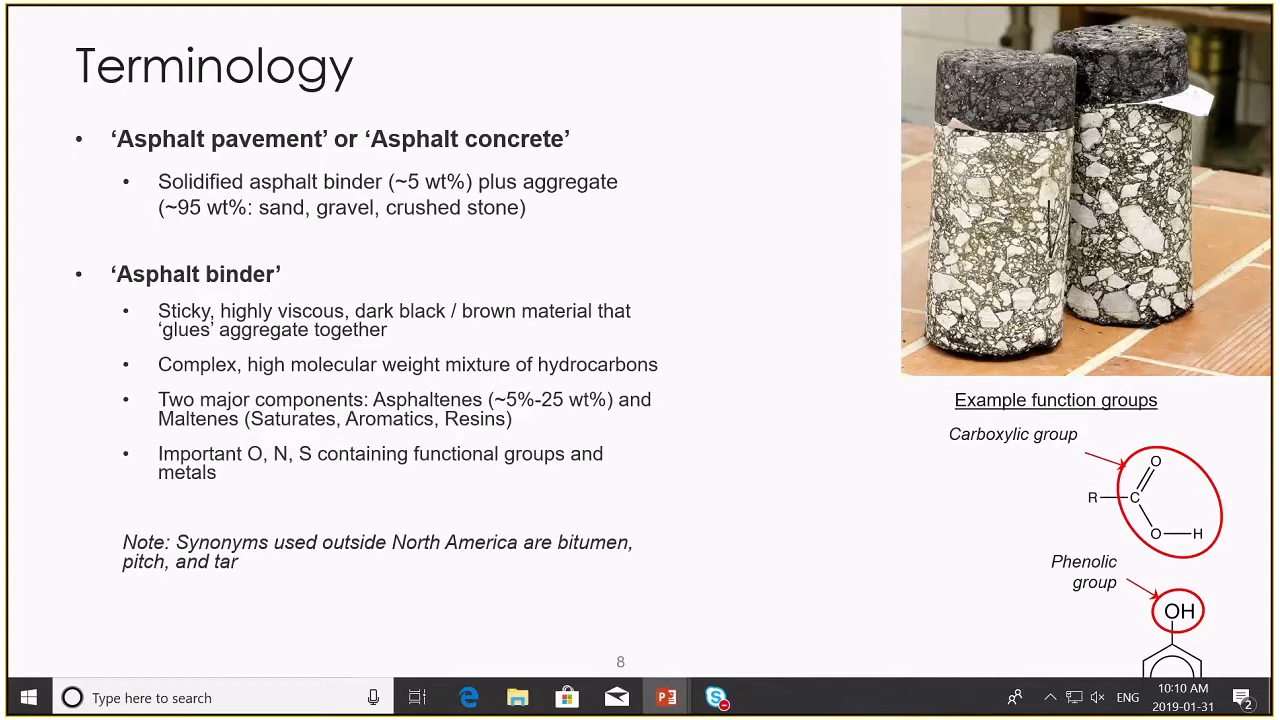 Terminology
• ‘Asphalt pavement’ or ‘Asphalt concrete’
• Solidified asphalt binder (~5 wt%) plus aggregate
(~95 wt%: sand, gravel, crushed stone)
• ‘Asphalt binder’
• Sticky, highly viscous, dark black / brown material that
‘glues’ aggregate together
• Complex, high molecular weight mixture of hydrocarbons
• Two major components: Asphaltenes (~5%-25 wt%) and
Maltenes (Saturates, Aromatics, Resins)
• Important O, N, S containing functional groups and
metals
Note: Synonyms used outside North America are bitumen,
pitch, and tar
Example function groups
Carboxylic group
O
R C
O H
Phenolic
group
OH
8
Type here to search
ENG
10:10 AM
2019-01-31
2